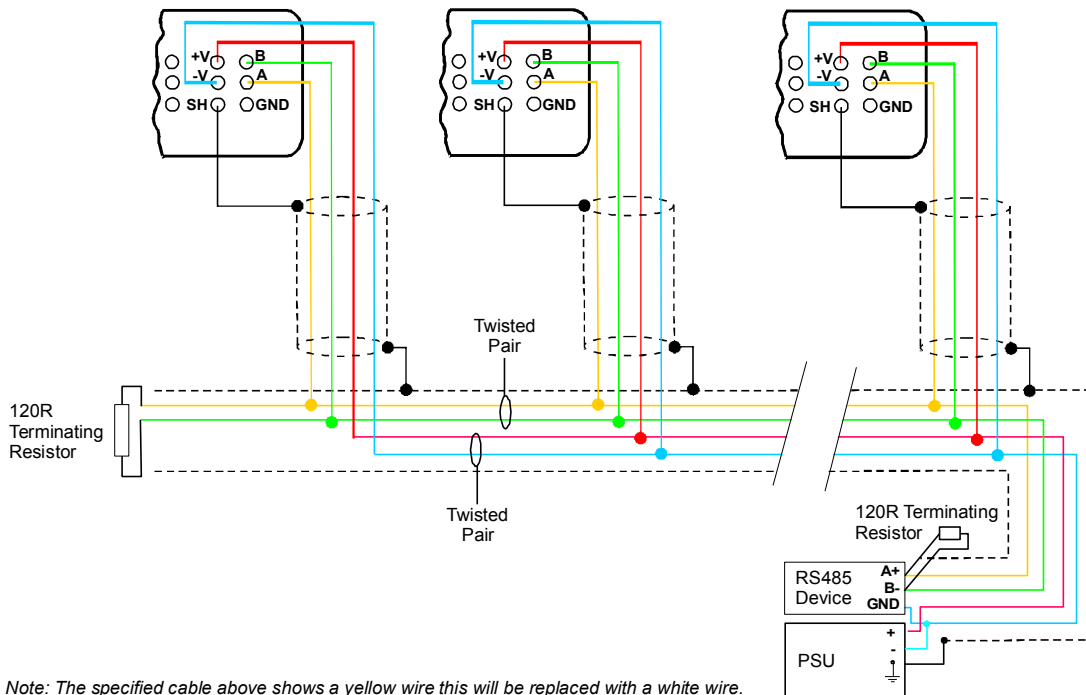 +V B
-V A
SH GND
+V B
-V A
SH GND
+V B
-V A
SH GND
Twisted
Pair
120R
Terminating
Resistor
Twisted
Pair
120R Terminating
Resistor
RS485
Device
A+
B-
GND
PSU
+
-
Note: The specified cable above shows a yellow wire this will be replaced with a white wire.